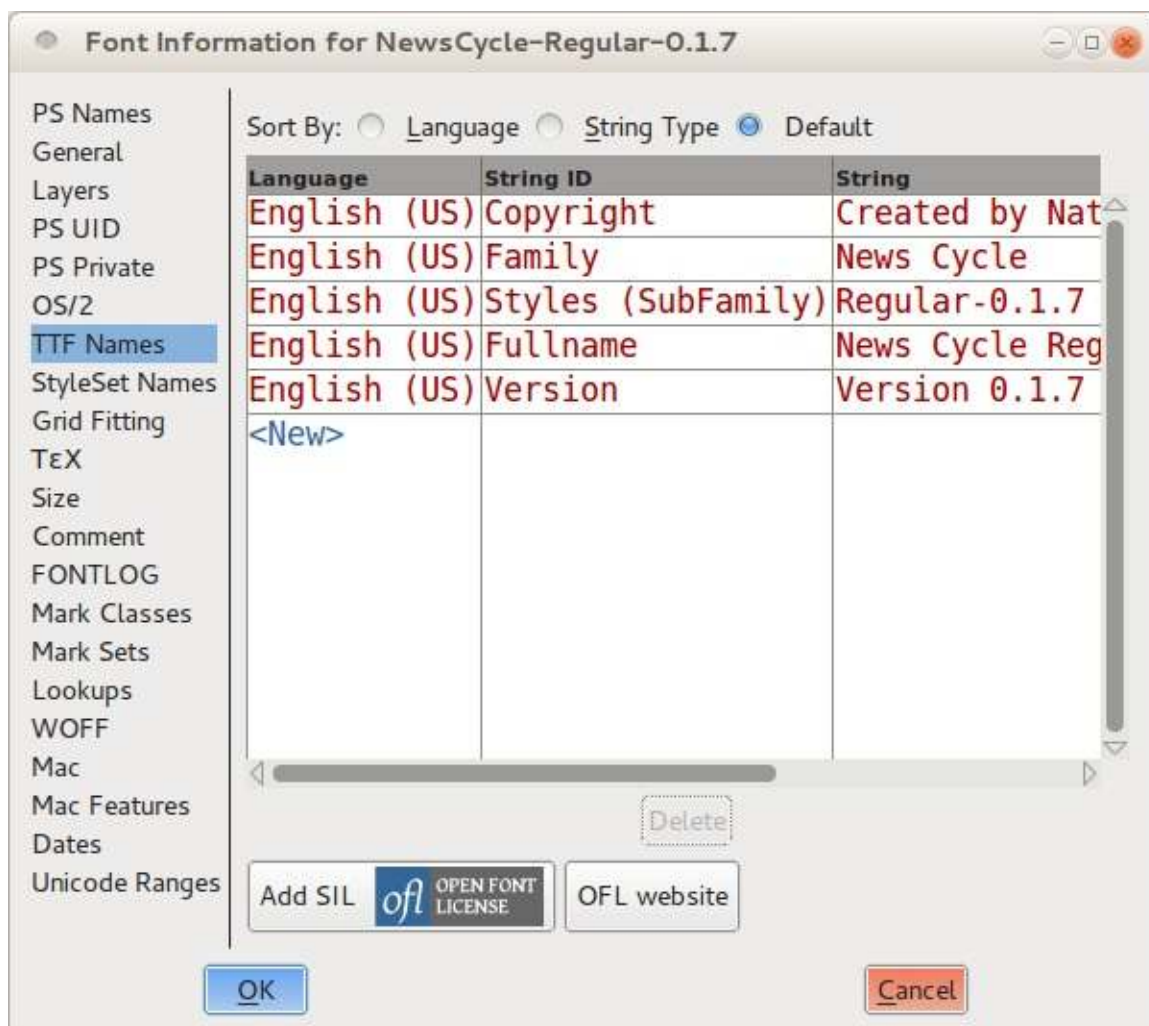 Font Information for NewsCycle-Regular-0.1.7
PS Names
General
Layers
PS UID
PS Private
OS/2
TTF Names
StyleSet Names
Grid Fitting
ΤεΧ
Size
Comment
FONTLOG
Mark Classes
Mark Sets
Lookups
WOFF
Mac
Mac Features
Dates
Unicode Ranges
Sort By: Language String Type Default
Language String ID String
English (US) Copyright Created by Nat
English (US) Family News Cycle
English (US) Styles (SubFamily) Regular-0.1.7
English (US) Fullname News Cycle Reg
English (US) Version Version 0.1.7
<New>
Delete
Add SIL ofl OPEN FONT LICENSE OFL website
OK Cancel